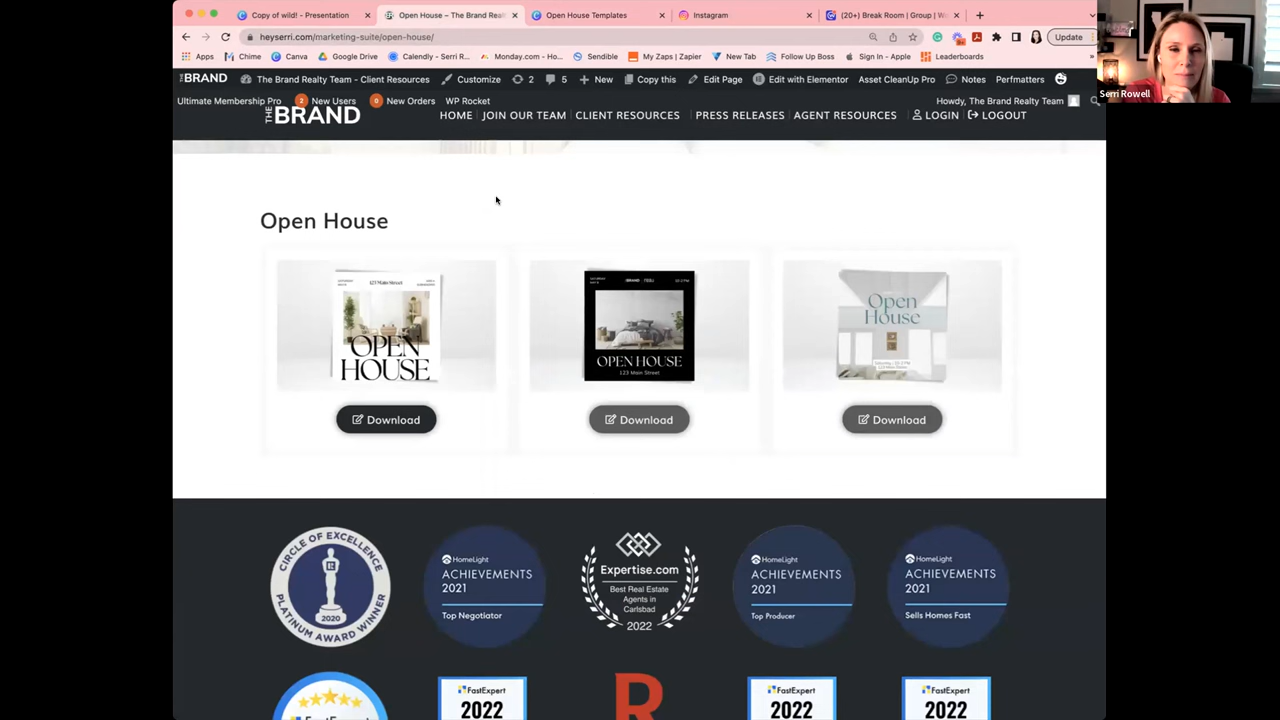 Copy of wild! - Presentation
Open House – The Brand Realt
Open House Templates
Instagram
(20+) Break Room | Group | W
heyserri.com/marketing-suite/open-house/
Update
Apps
Chime
Canva
Google Drive
Calendly - Serri R...
Monday.com - Ho...
Sendible
My Zaps | Zapier
New Tab
Follow Up Boss
Sign In - Apple
Leaderboards
Serri Rowell
THE BRAND
The Brand Realty Team - Client Resources
Customize
2
5
New
Copy this
Edit Page
Edit with Elementor
Asset CleanUp Pro
Notes
Perfmatters
Ultimate Membership Pro
2 New Users
0 New Orders
WP Rocket
Howdy, The Brand Realty Team
THE BRAND
HOME
JOIN OUR TEAM
CLIENT RESOURCES
PRESS RELEASES
AGENT RESOURCES
LOGIN
LOGOUT
Open House
123 Main Street
OPEN
HOUSE
OPEN HOUSE
123 Main Street
Open
House
Download
Download
Download
CIRCLE OF EXCELLENCE
2020
PLATINUM AWARD WINNER
HomeLight
ACHIEVEMENTS
2021
Top Negotiator
Expertise.com
Best Real Estate
Agents in
Carlsbad
2022
HomeLight
ACHIEVEMENTS
2021
Top Producer
HomeLight
ACHIEVEMENTS
2021
Sells Homes Fast
FastExpert
FastExpert
2022
R
FastExpert
2022
FastExpert
2022